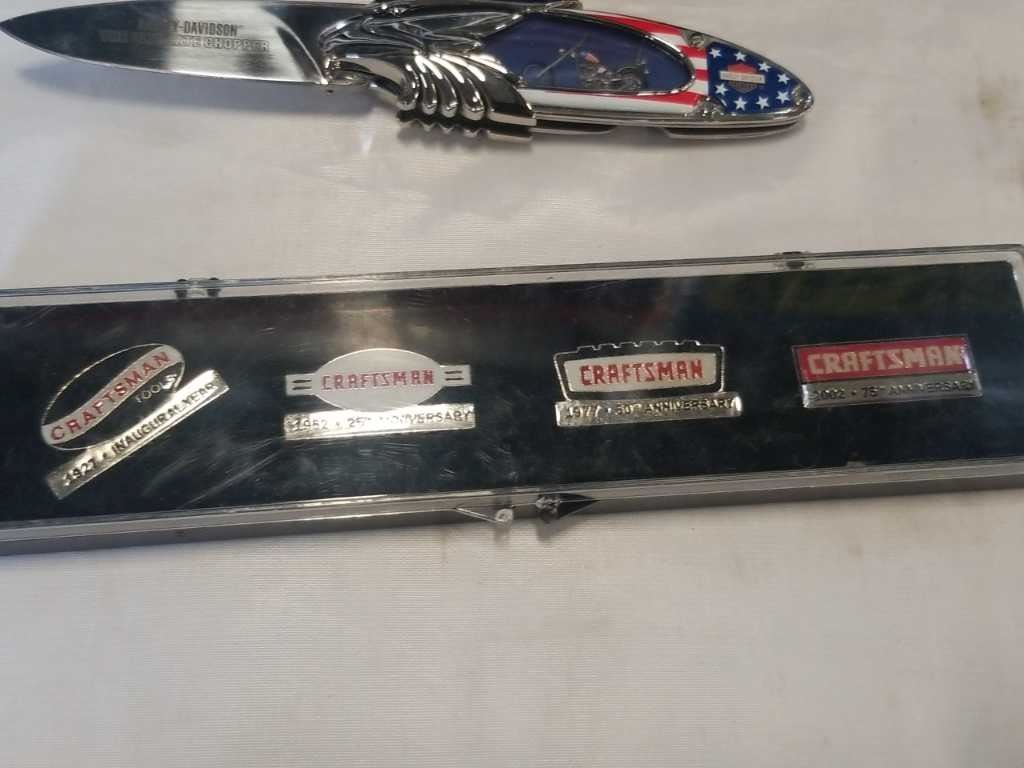 -DAVIDSON
CHOPPER
CRAFTSMAN
TOOLS
1927 • INAUGURAL YEAR
CRAFTSMAN
1952 • 25TH ANNIVERSARY
CRAFTSMAN
1977 • 50TH ANNIVERSARY
CRAFTSMAN
2002 • 75TH ANNIVERSARY